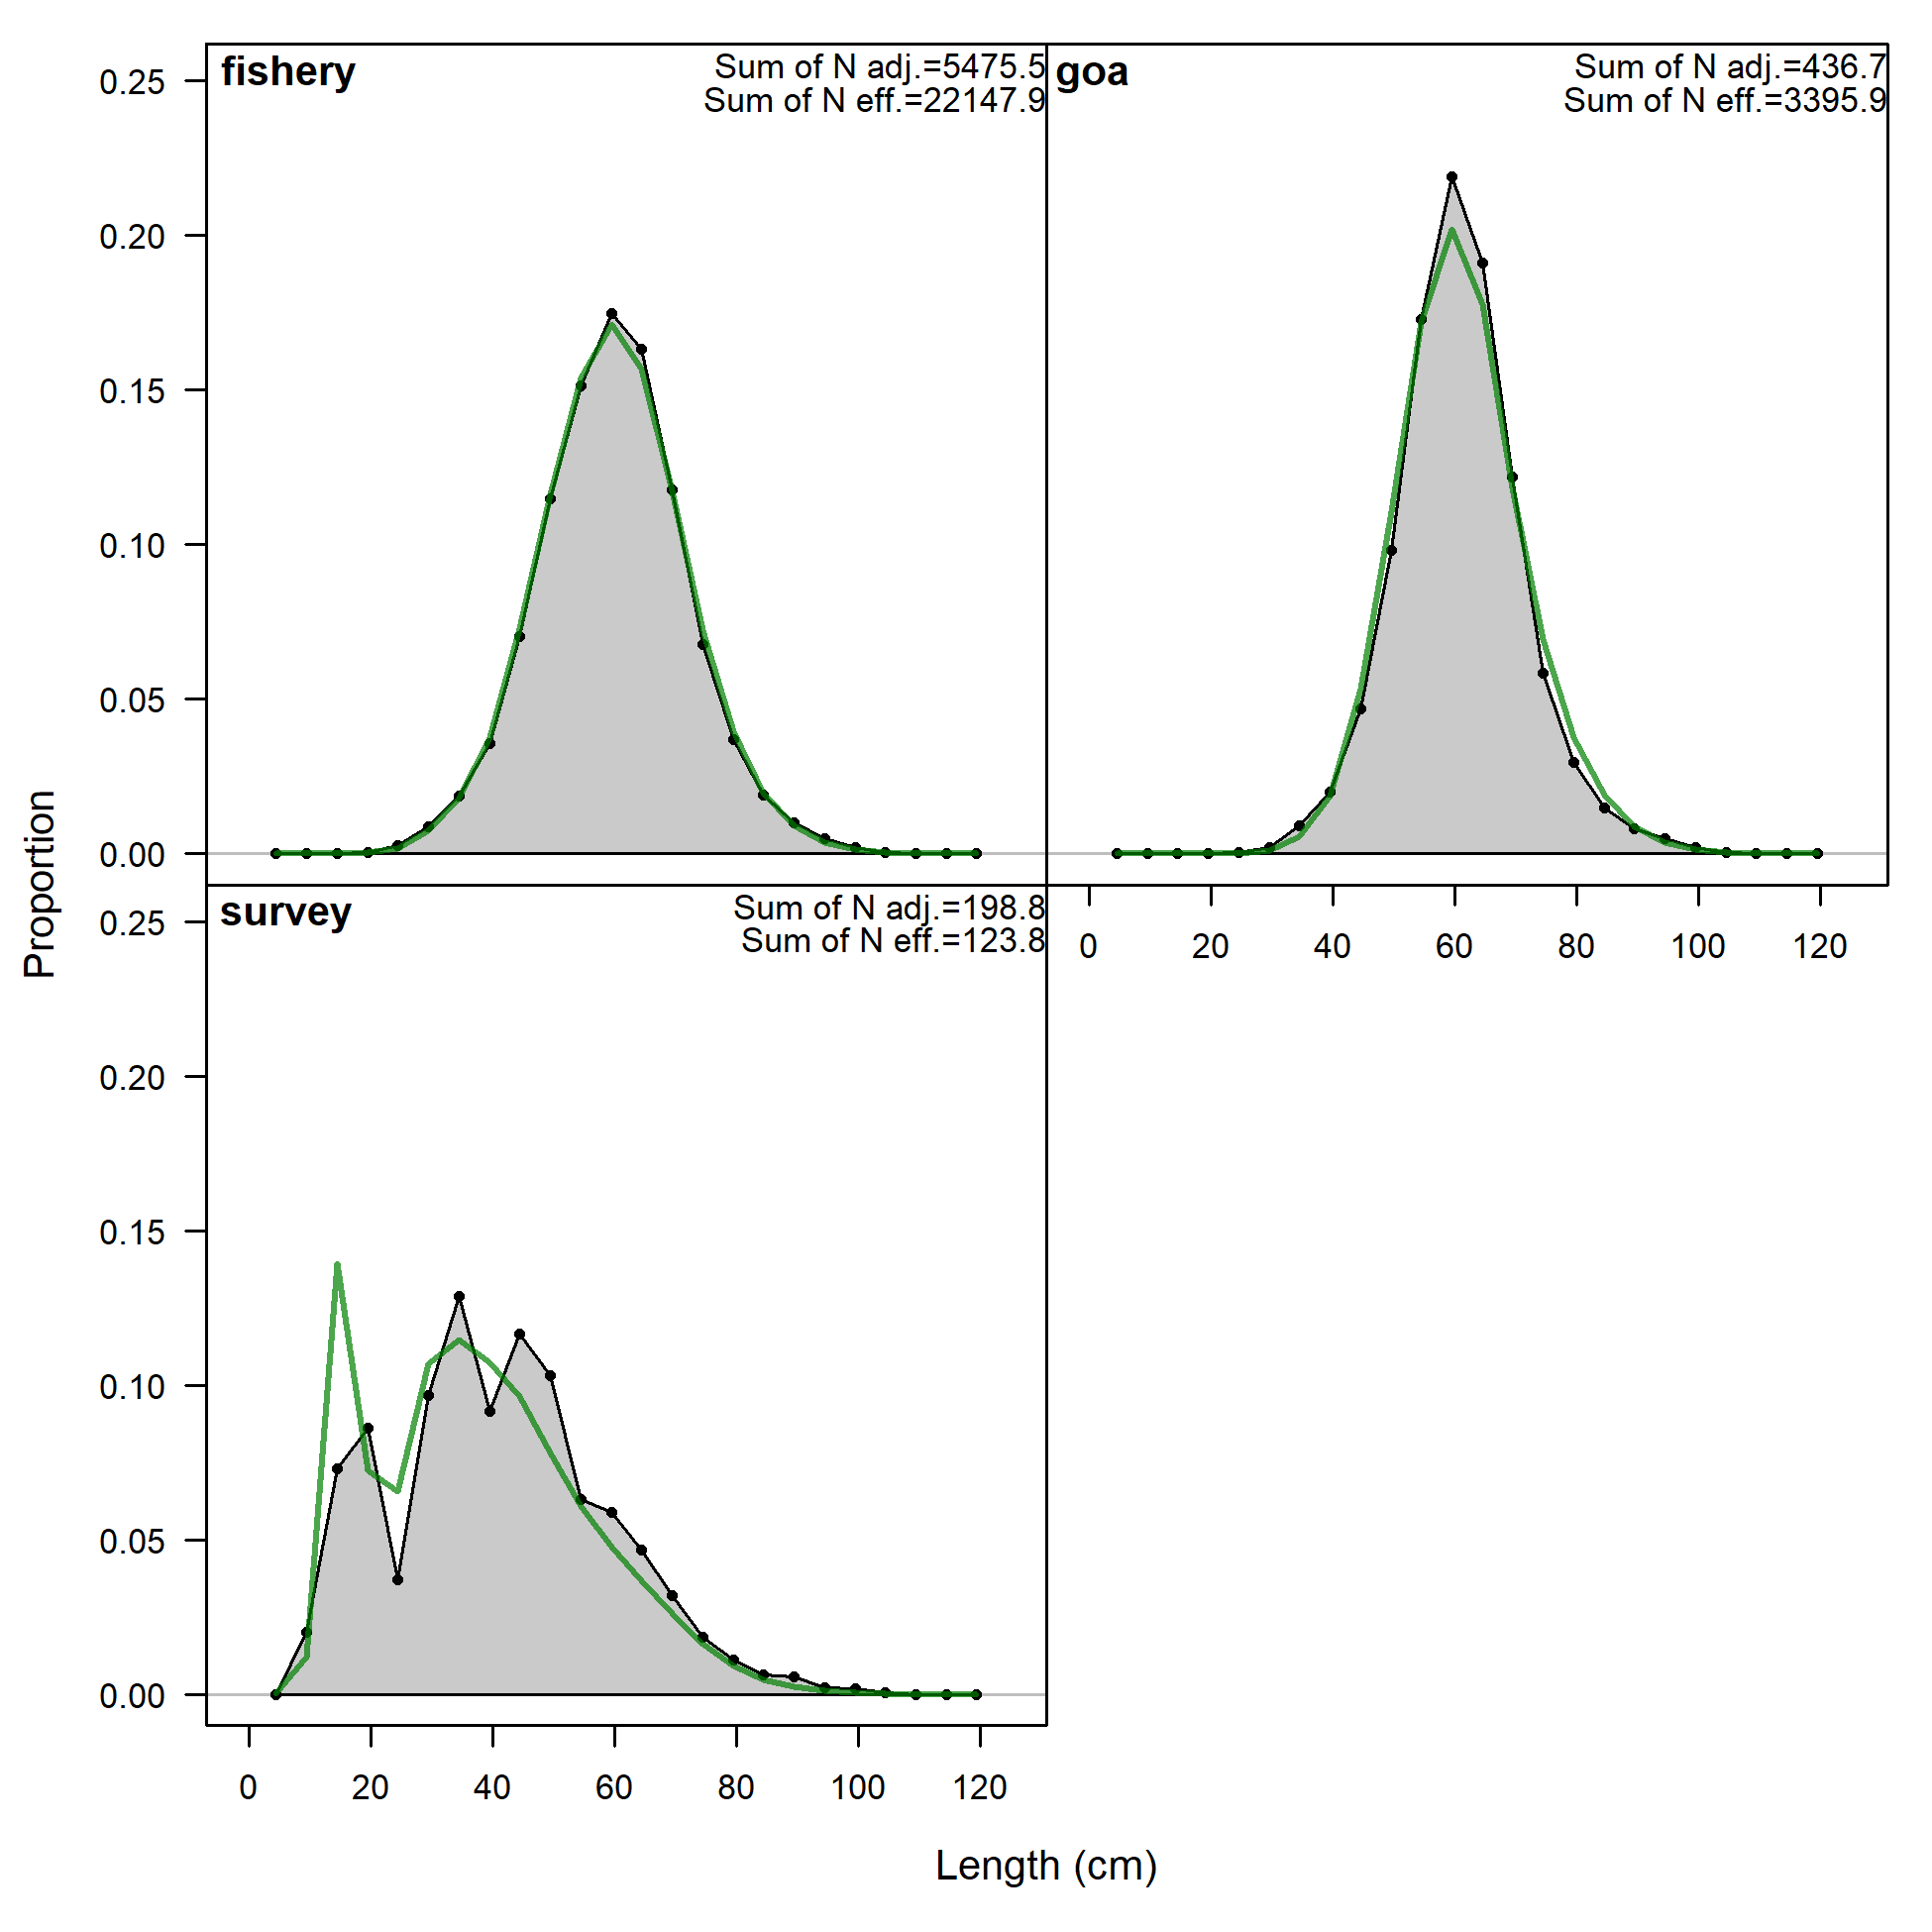 fishery
Sum of N adj.=5475.5
Sum of N eff.=22147.9
goa
Sum of N adj.=436.7
Sum of N eff.=3395.9
0.25
0.20
0.15
0.10
0.05
0.00
0 20 40 60 80 100 120
survey
Sum of N adj.=198.8
Sum of N eff.=123.8
0.25
0.20
0.15
0.10
0.05
0.00
0 20 40 60 80 100 120
Proportion
Length (cm)